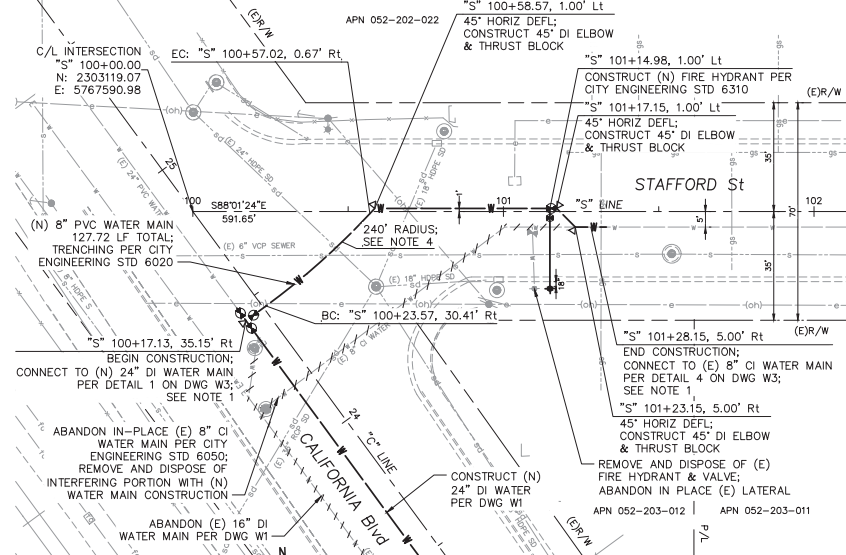 "S" 100+58.57, 1.00' Lt
45° HORIZ DEFL;
CONSTRUCT 45° DI ELBOW
& THRUST BLOCK
(E)R/W
APN 052-202-022
C/L INTERSECTION
"S" 100+00.00
N: 2303119.07
E: 5767590.98
EC: "S" 100+57.02, 0.67' Rt
"S" 101+14.98, 1.00' Lt
CONSTRUCT (N) FIRE HYDRANT PER
CITY ENGINEERING STD 6310
"S" 101+17.15, 1.00' Lt
45° HORIZ DEFL;
CONSTRUCT 45° DI ELBOW
& THRUST BLOCK
(E)R/W
35'
70'
35'
STAFFORD St
25
(E) 24" PVC WATER
(E) 24" HDPE SD
(E) 18" HDPE SD
100
S88°01'24"E
591.65'
1'
101
"S" LINE
102
5'
(N) 8" PVC WATER MAIN
127.72 LF TOTAL;
TRENCHING PER CITY
ENGINEERING STD 6020
240' RADIUS;
SEE NOTE 4
(E) 6" VCP SEWER
(E) 18" HDPE SD
18"
BC: "S" 100+23.57, 30.41' Rt
(E) 8" CI WATER
(E)R/W
"S" 100+17.13, 35.15' Rt
BEGIN CONSTRUCTION;
CONNECT TO (N) 24" DI WATER MAIN
PER DETAIL 1 ON DWG W3;
SEE NOTE 1
"S" 101+28.15, 5.00' Rt
END CONSTRUCTION;
CONNECT TO (E) 8" CI WATER MAIN
PER DETAIL 4 ON DWG W3;
SEE NOTE 1
"S" 101+23.15, 5.00' Rt
45° HORIZ DEFL;
CONSTRUCT 45° DI ELBOW
& THRUST BLOCK
ABANDON IN-PLACE (E) 8" CI
WATER MAIN PER CITY
ENGINEERING STD 6050;
REMOVE AND DISPOSE OF
INTERFERING PORTION WITH (N)
WATER MAIN CONSTRUCTION
24
"C" LINE
CALIFORNIA Blvd
CONSTRUCT (N)
24" DI WATER
PER DWG W1
REMOVE AND DISPOSE OF (E)
FIRE HYDRANT & VALVE;
ABANDON IN PLACE (E) LATERAL
APN 052-203-012
APN 052-203-011
ABANDON (E) 16" DI
WATER MAIN PER DWG W1
(E)R/W
P/L
N